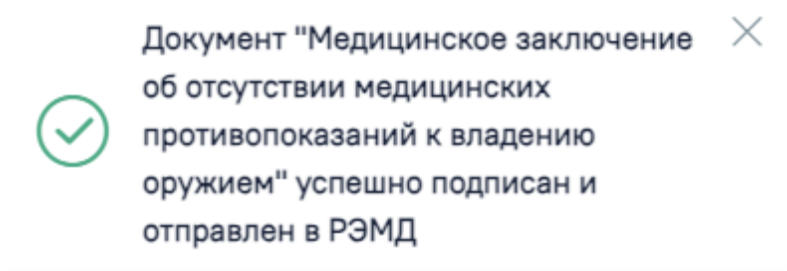 Документ "Медицинское заключение
об отсутствии медицинских
противопоказаний к владению
оружием" успешно подписан и
отправлен в РЭМД